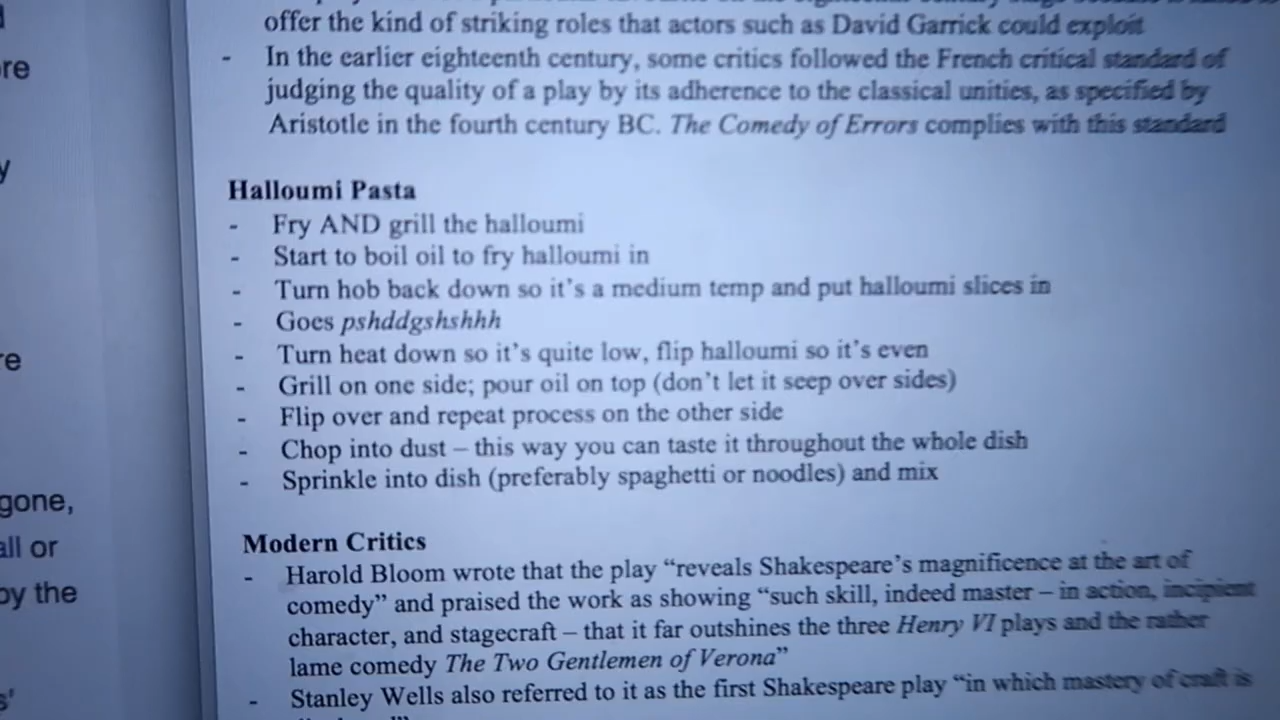 re
y
re
gone,
all or
by the
s'
offer the kind of striking roles that actors such as David Garrick could exploit
- In the earlier eighteenth century, some critics followed the French critical standard of
judging the quality of a play by its adherence to the classical unities, as specified by
Aristotle in the fourth century BC. The Comedy of Errors complies with this standard
Halloumi Pasta
- Fry AND grill the halloumi
- Start to boil oil to fry halloumi in
- Turn hob back down so it's a medium temp and put halloumi slices in
- Goes pshddgshshhh
- Turn heat down so it's quite low, flip halloumi so it's even
- Grill on one side; pour oil on top (don't let it seep over sides)
- Flip over and repeat process on the other side
- Chop into dust – this way you can taste it throughout the whole dish
- Sprinkle into dish (preferably spaghetti or noodles) and mix
Modern Critics
- Harold Bloom wrote that the play “reveals Shakespeare's magnificence at the art of
comedy” and praised the work as showing “such skill, indeed master – in action, incipient
character, and stagecraft – that it far outshines the three Henry VI plays and the rather
lame comedy The Two Gentlemen of Verona”
- Stanley Wells also referred to it as the first Shakespeare play “in which mastery of craft is